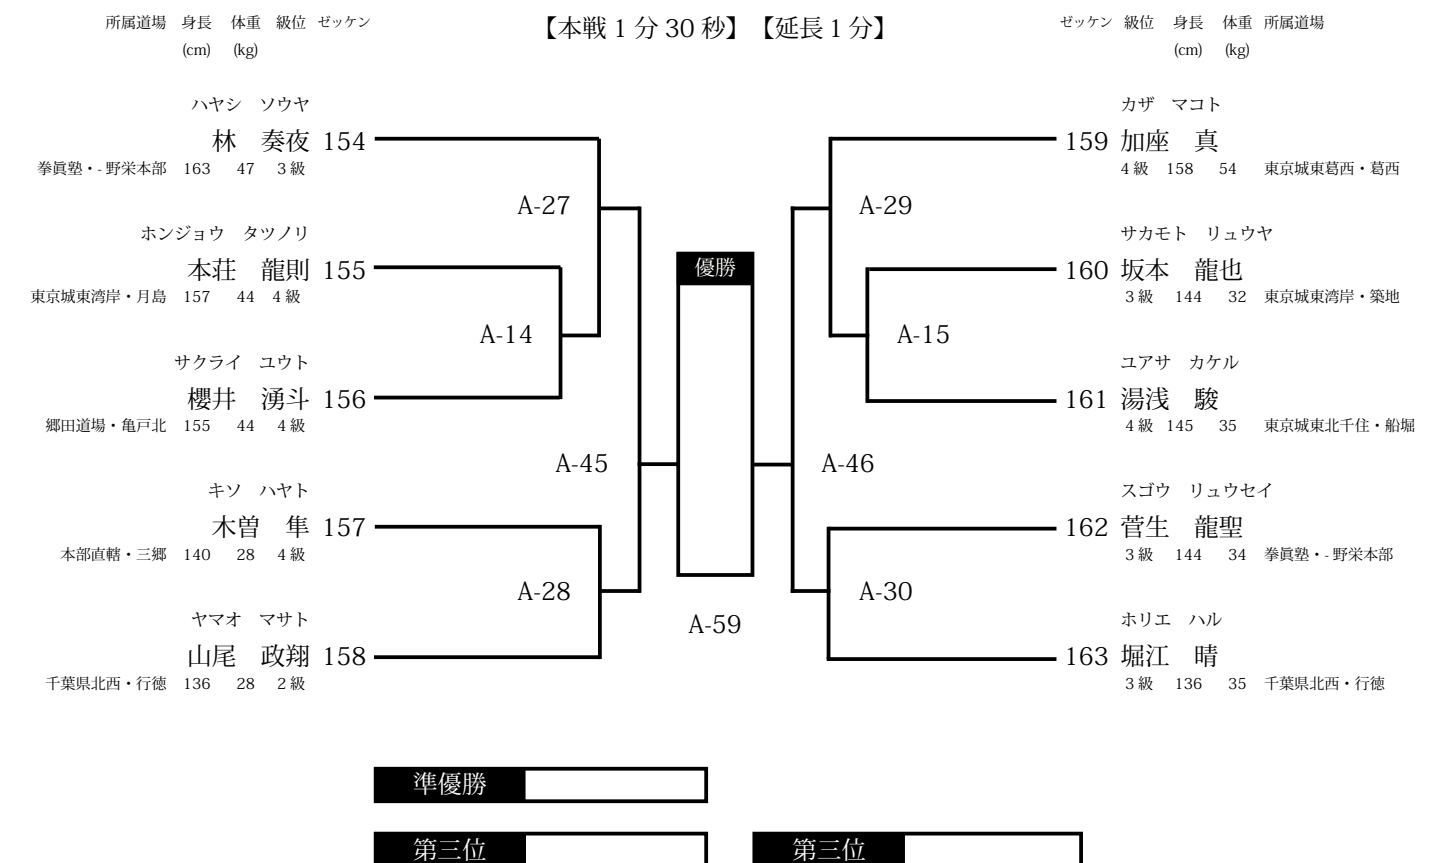 所属道場 身長 体重 級位 ゼッケン
(cm) (kg)
【本戦 1 分 30 秒】【延長 1 分】
ゼッケン 級位 身長 体重 所属道場
(cm) (kg)
ハヤシ ソウヤ
林 奏夜 154
拳眞塾・- 野栄本部 163 47 3 級
A-27
ホンジョウ タツノリ
本荘 龍則 155
東京城東湾岸・月島 157 44 4 級
A-14
サクライ ユウト
櫻井 湧斗 156
郷田道場・亀戸北 155 44 4 級
A-45
キソ ハヤト
木曽 隼 157
本部直轄・三郷 140 28 4 級
A-28
ヤマオ マサト
山尾 政翔 158
千葉県北西・行徳 136 28 2 級
優勝
A-59
カザ マコト
159 加座 真
4 級 158 54 東京城東葛西・葛西
A-29
サカモト リュウヤ
160 坂本 龍也
3 級 144 32 東京城東湾岸・築地
A-15
ユアサ カケル
161 湯浅 駿
4 級 145 35 東京城東北千住・船堀
A-46
スゴウ リュウセイ
162 菅生 龍聖
3 級 144 34 拳眞塾・- 野栄本部
A-30
ホリエ ハル
163 堀江 晴
3 級 136 35 千葉県北西・行徳
準優勝
第三位
第三位